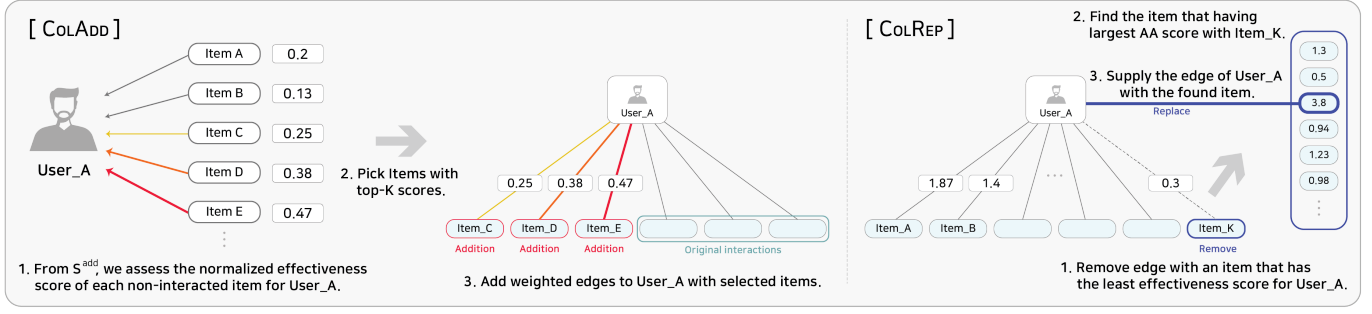 [ COLADD ]
Item A 0.2
Item B 0.13
Item C 0.25
Item D 0.38
Item E 0.47
User_A
1. From S^add, we assess the normalized effectiveness
score of each non-interacted item for User_A.
2. Pick Items with
top-K scores.
User_A
0.25 0.38 0.47
Item_C Item_D Item_E
Addition Addition Addition Original interactions
3. Add weighted edges to User_A with selected items.
[ COLREP ]
2. Find the item that having
largest AA score with Item_K.
3. Supply the edge of User_A
with the found item.
Replace
User_A
1.87 1.4 ... 0.3
Item_A Item_B Item_K
Remove
1. Remove edge with an item that has
the least effectiveness score for User_A.
1.3
0.5
3.8
0.94
1.23
0.98